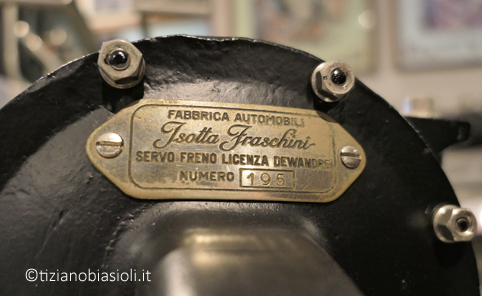 FABBRICA AUTOMOBILI
Isotta Fraschini
SERVO FRENO LICENZA DEWANDRE
NUMERO 195
©tizianobiasioli.it